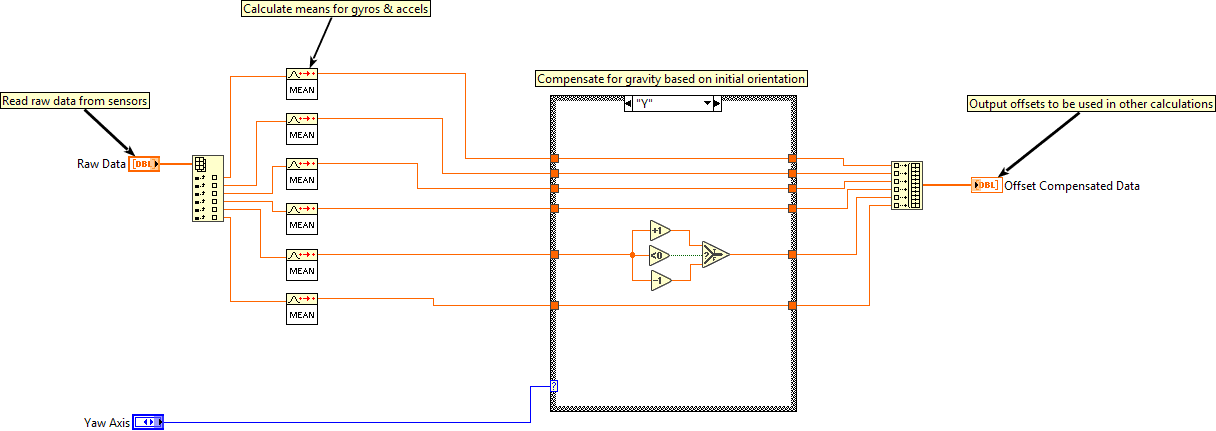 Calculate means for gyros & accels
Compensate for gravity based on initial orientation
Read raw data from sensors
Output offsets to be used in other calculations
"Y"
Raw Data
DBL
MEAN
MEAN
MEAN
MEAN
MEAN
MEAN
+1
<0
-1
?
T
F
DBL
Offset Compensated Data
?
Yaw Axis